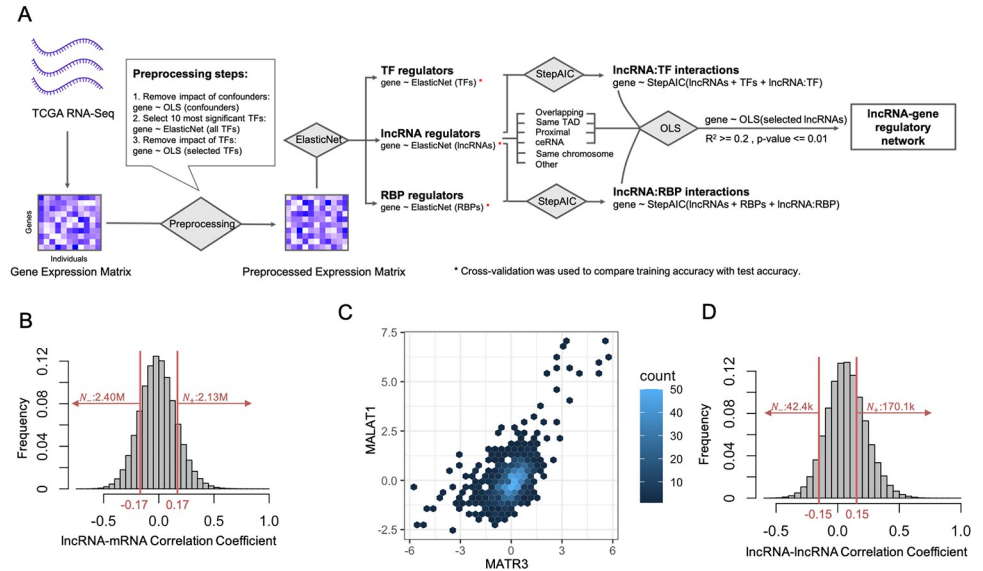 A
TCGA RNA-Seq
Preprocessing steps:
1. Remove impact of confounders:
gene ~ OLS (confounders)
2. Select 10 most significant TFs:
gene ~ ElasticNet (all TFs)
3. Remove impact of TFs:
gene ~ OLS (selected TFs)
Genes
Individuals
Gene Expression Matrix
Preprocessing
Preprocessed Expression Matrix
ElasticNet
TF regulators
gene ~ ElasticNet (TFs) *
lncRNA regulators
gene ~ ElasticNet (lncRNAs) *
RBP regulators
gene ~ ElasticNet (RBPs) *
Overlapping
Same TAD
Proximal
ceRNA
Same chromosome
Other
StepAIC
StepAIC
lncRNA:TF interactions
gene ~ StepAIC(lncRNAs + TFs + lncRNA:TF)
OLS
gene ~ OLS(selected lncRNAs)
R² >= 0.2 , p-value <= 0.01
lncRNA:RBP interactions
gene ~ StepAIC(lncRNAs + RBPs + lncRNA:RBP)
lncRNA-gene
regulatory
network
* Cross-validation was used to compare training accuracy with test accuracy.
B
Frequency
0.12
0.08
0.04
0
N₋:2.40M
N₊:2.13M
-0.17
0.17
-0.5
0.0
0.5
1.0
lncRNA-mRNA Correlation Coefficient
C
MALAT1
7.5
5.0
2.5
0.0
-2.5
-6
-3
0
3
6
MATR3
count
50
40
30
20
10
D
Frequency
0.12
0.08
0.04
0
N₋:42.4k
N₊:170.1k
-0.15
0.15
-0.5
0.0
0.5
1.0
lncRNA-lncRNA Correlation Coefficient